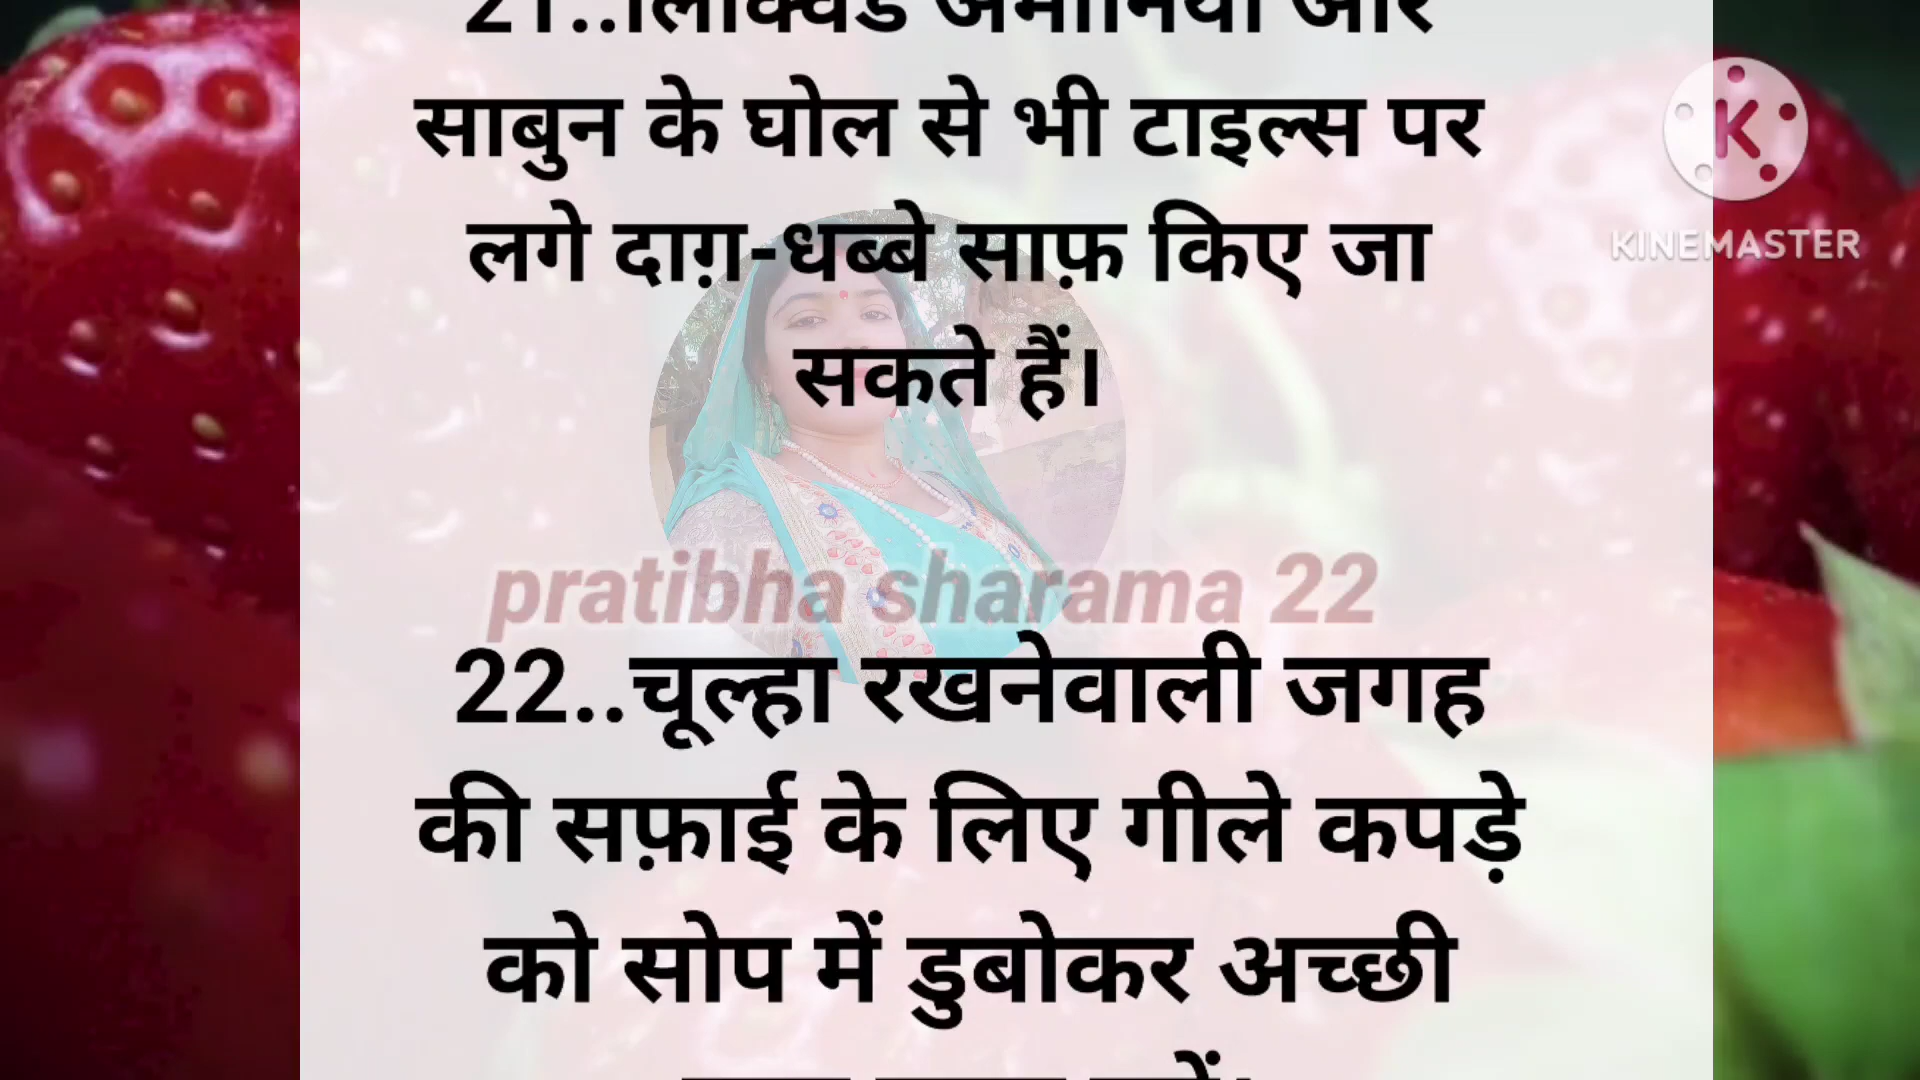 21..लिक्विड अमोनिया और
साबुन के घोल से भी टाइल्स पर
लगे दाग़-धब्बे साफ़ किए जा
सकते हैं।
pratibha sharama 22
22..चूल्हा रखनेवाली जगह
की सफ़ाई के लिए गीले कपड़े
को सोप में डुबोकर अच्छी
K
KINEMASTER